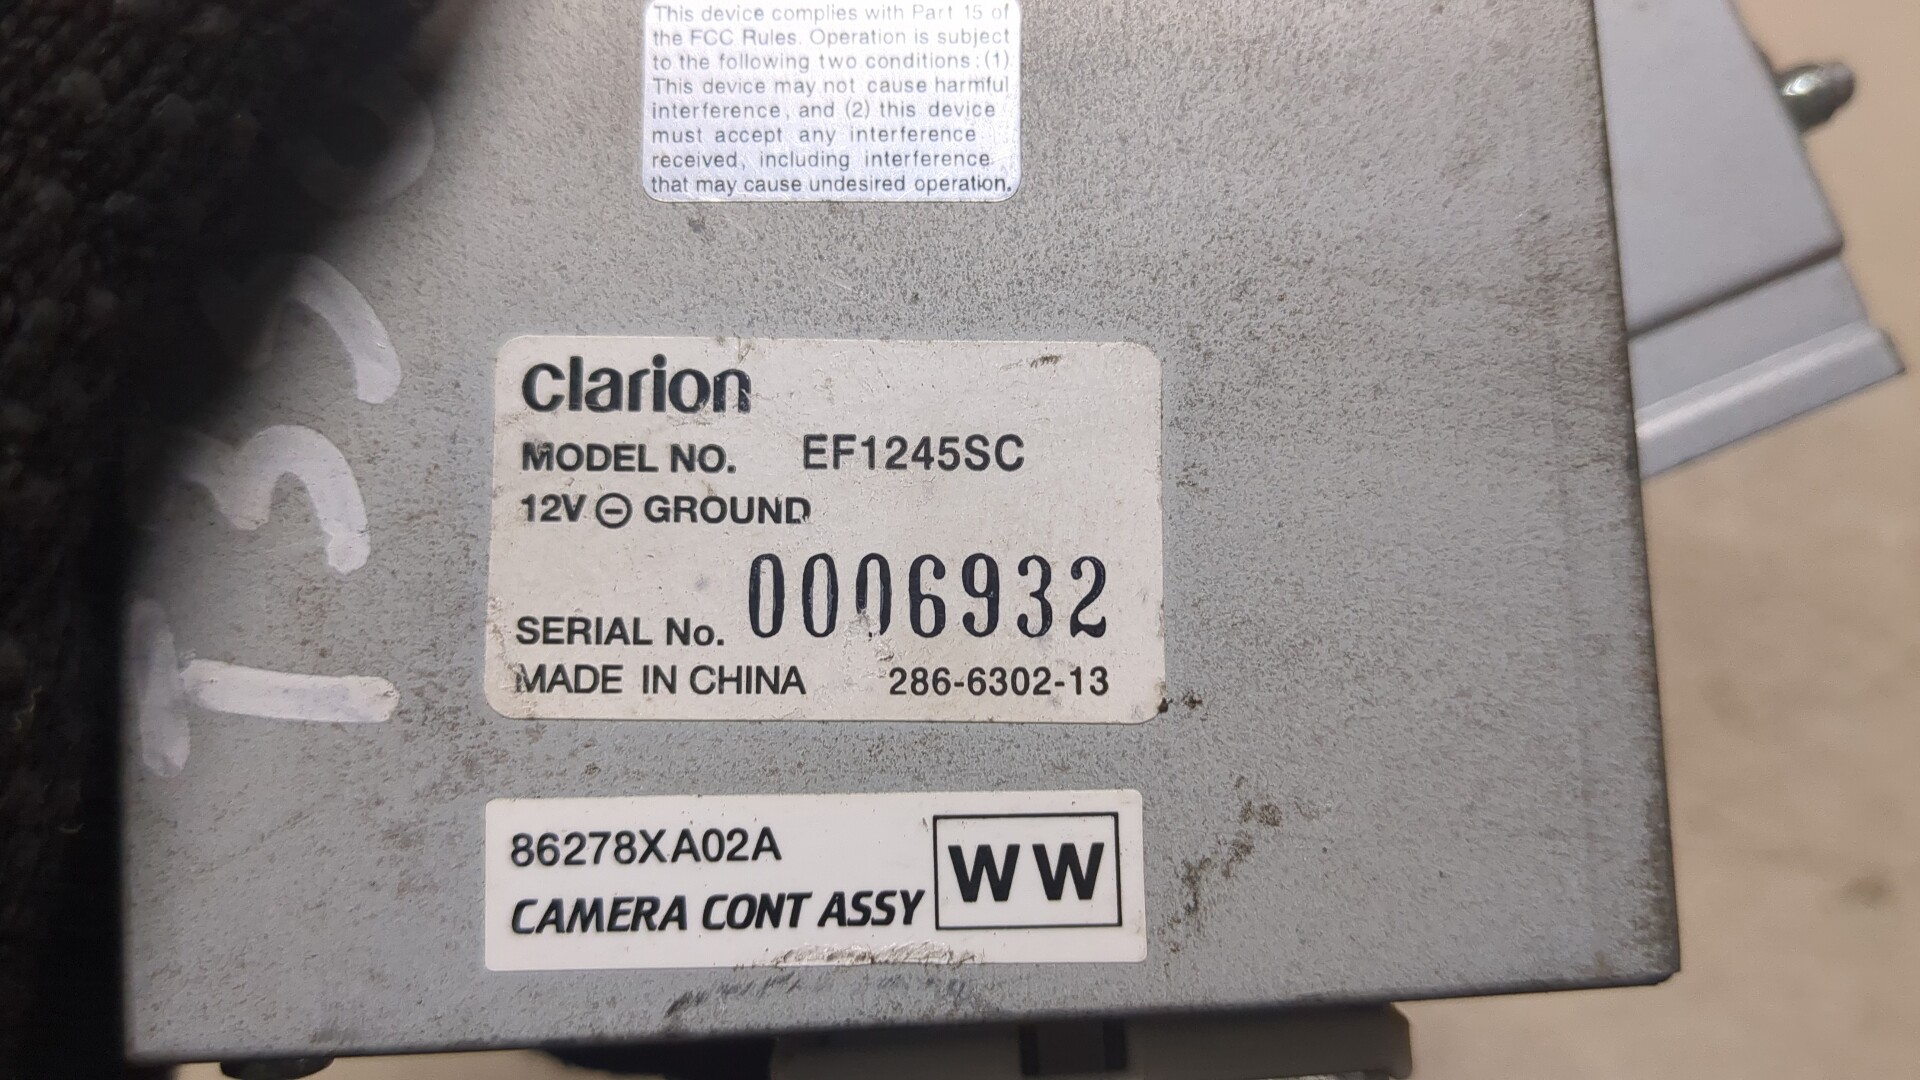 This device complies with Part 15 of
the FCC Rules. Operation is subject
to the following two conditions:(1)
This device may not cause harmful
interference, and (2) this device
must accept any interference
received, including interference
that may cause undesired operation.
clarion
MODEL NO. EF1245SC
12V ⊖ GROUND
SERIAL No. 0006932
MADE IN CHINA 286-6302-13
86278XA02A
CAMERA CONT ASSY WW